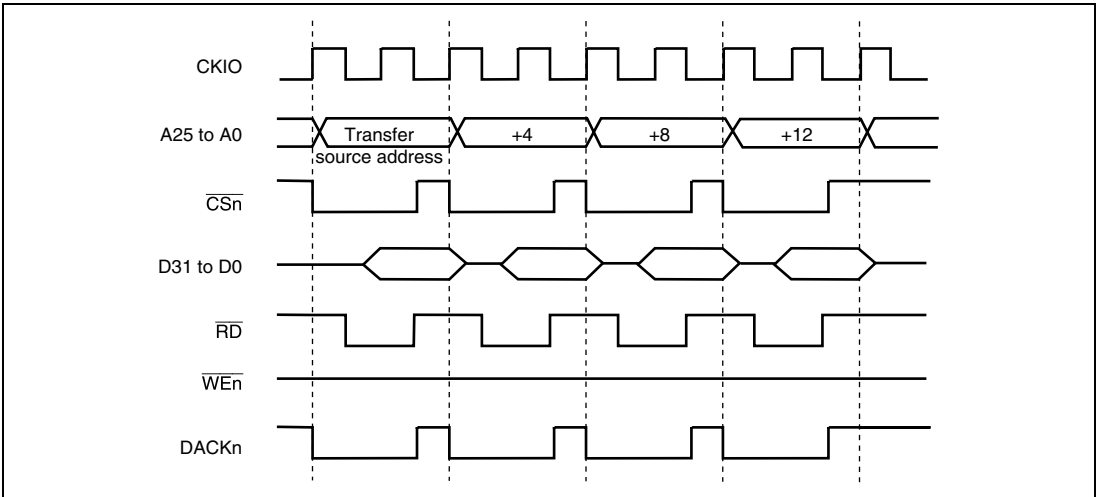 CKIO
A25 to A0
Transfer
source address
+4
+8
+12
CSn
D31 to D0
RD
WEn
DACKn